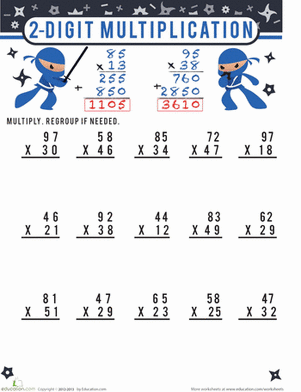 2-DIGIT MULTIPLICATION
85 95
x 13 x 38
255 760
+ 850 + 2850
1105 3610
MULTIPLY. REGROUP IF NEEDED.
97 58 85 72 97
X 30 X 46 X 34 X 47 X 18
46 92 44 83 62
X 21 X 38 X 12 X 49 X 29
81 47 65 58 47
X 51 X 29 X 23 X 25 X 32
education.com
Copyright © 2012-2013 by Education.com More worksheets at www.education.com/worksheets